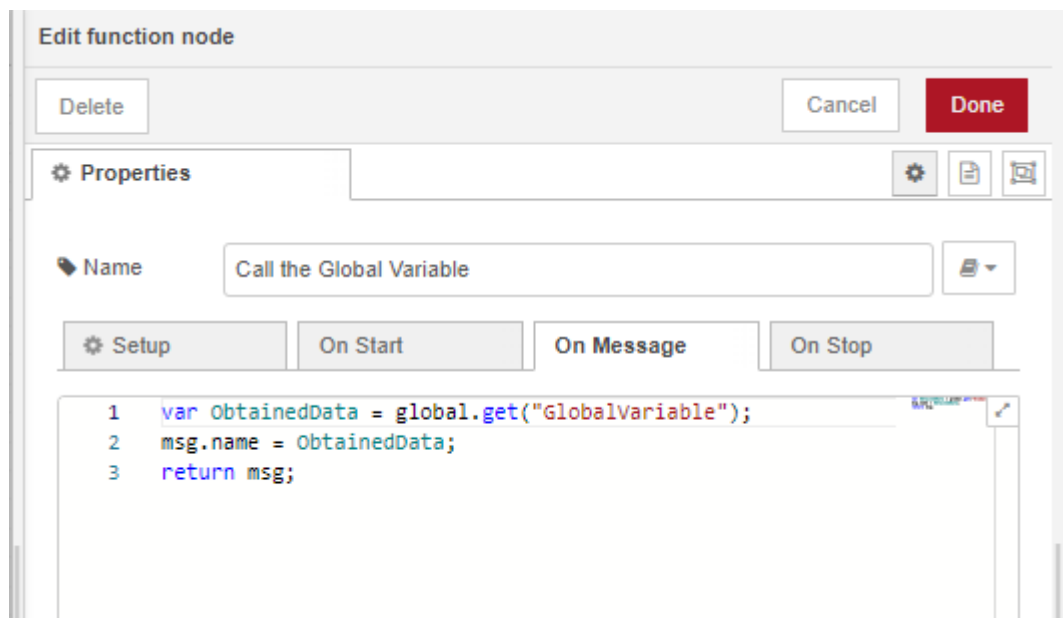 Edit function node
Delete
Cancel
Done
Properties
Name
Call the Global Variable
Setup
On Start
On Message
On Stop
1 var ObtainedData = global.get("GlobalVariable");
2 msg.name = ObtainedData;
3 return msg;